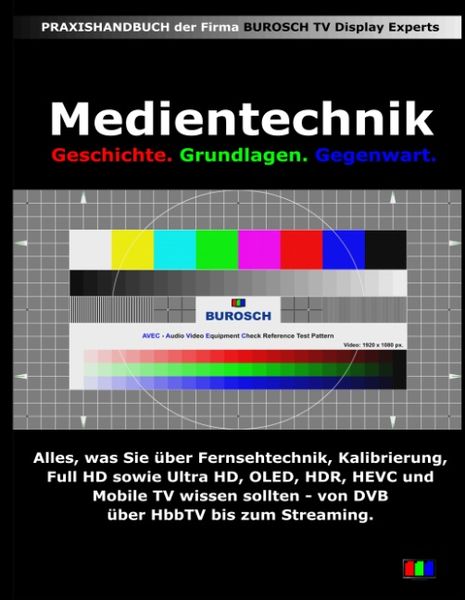 PRAXISHANDBUCH der Firma BUROSCH TV Display Experts
Medientechnik
Geschichte. Grundlagen. Gegenwart.
BUROSCH
AVEC - Audio Video Equipment Check Reference Test Pattern
Video: 1920 x 1080 px.
Alles, was Sie über Fernsehtechnik, Kalibrierung,
Full HD sowie Ultra HD, OLED, HDR, HEVC und
Mobile TV wissen sollten - von DVB
über HbbTV bis zum Streaming.